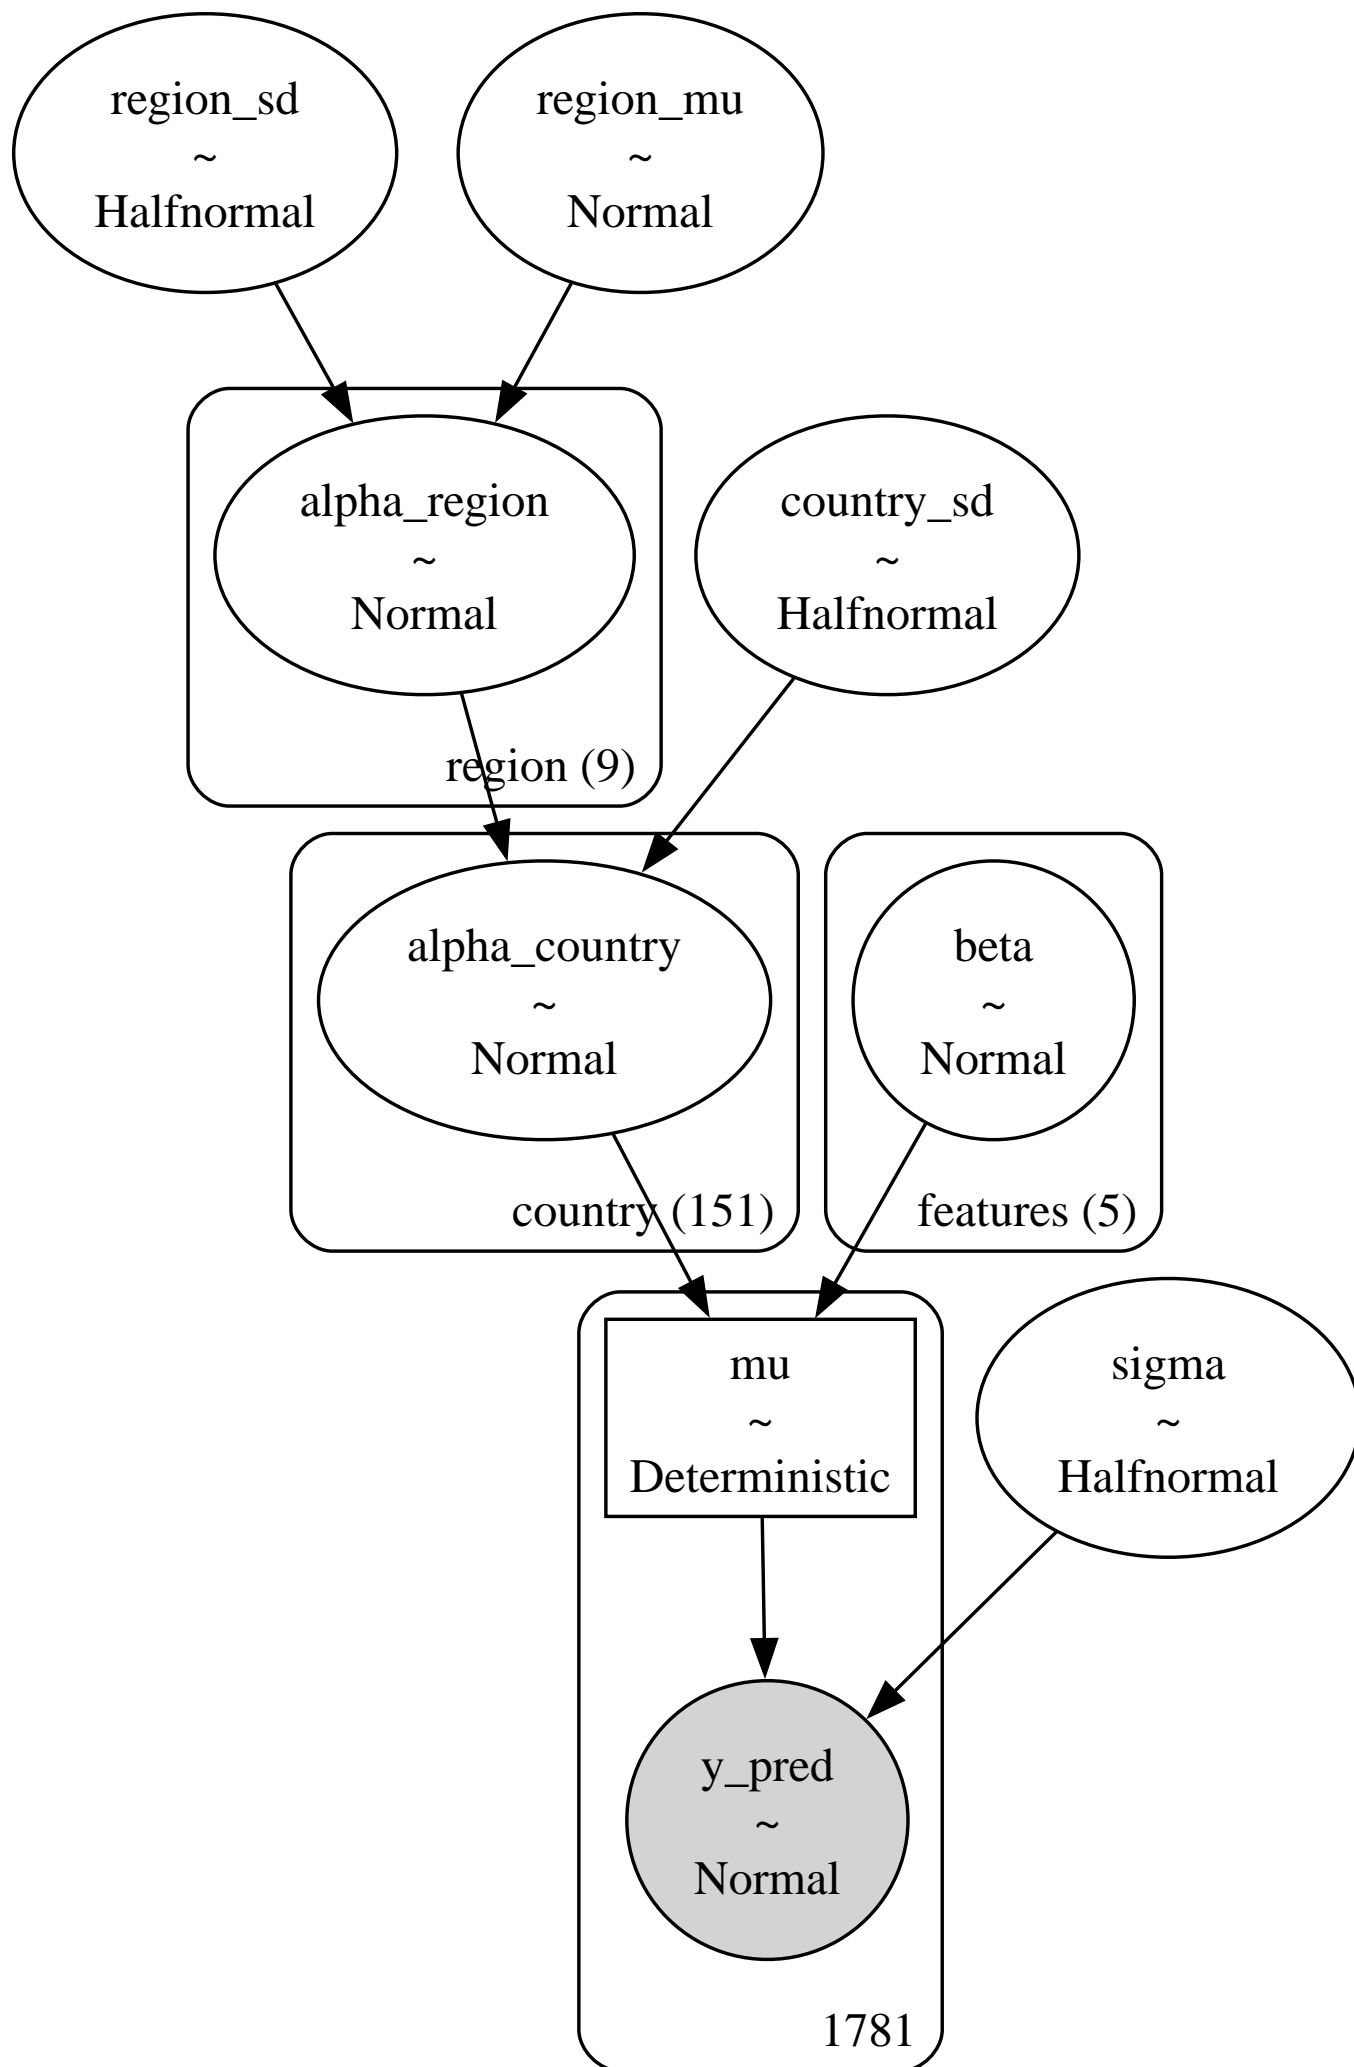 region_sd
~
Halfnormal
region_mu
~
Normal
alpha_region
~
Normal
region (9)
country_sd
~
Halfnormal
alpha_country
~
Normal
country (151)
beta
~
Normal
features (5)
mu
~
Deterministic
sigma
~
Halfnormal
y_pred
~
Normal
1781